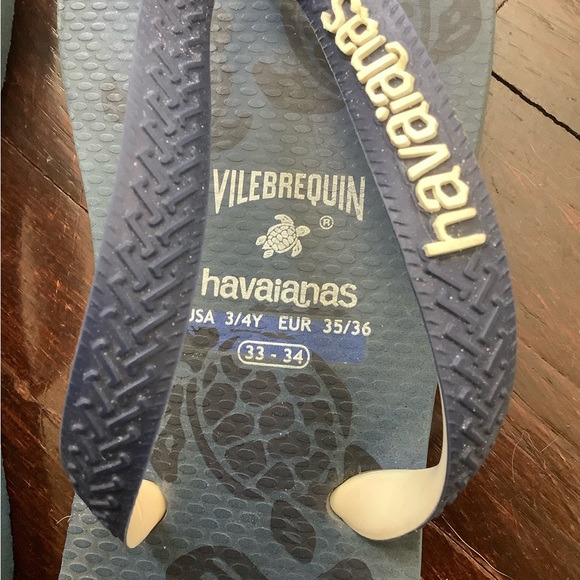 havaianas
VILEBREQUIN
®
havaianas
USA 3/4Y EUR 35/36
33 - 34